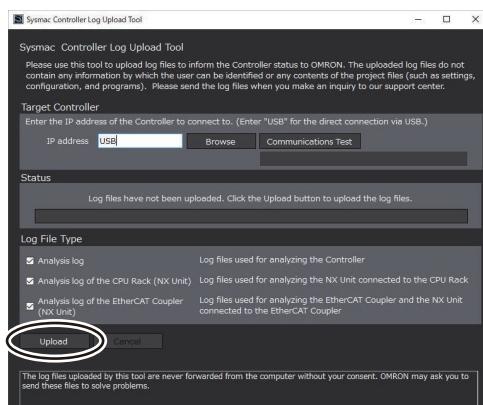 Sysmac Controller Log Upload Tool
Sysmac Controller Log Upload Tool
Please use this tool to upload log files to inform the Controller status to OMRON. The uploaded log files do not
contain any information by which the user can be identified or any contents of the project files (such as settings,
configuration, and programs). Please send the log files when you make an inquiry to our support center.
Target Controller
Enter the IP address of the Controller to connect to. (Enter "USB" for the direct connection via USB.)
IP address USB Browse Communications Test
Status
Log files have not been uploaded. Click the Upload button to upload the log files.
Log File Type
Analysis log Log files used for analyzing the Controller
Analysis log of the CPU Rack (NX Unit) Log files used for analyzing the NX Unit connected to the CPU Rack
Analysis log of the EtherCAT Coupler Log files used for analyzing the EtherCAT Coupler and the NX Unit
(NX Unit) connected to the EtherCAT Coupler
Upload Cancel
The log files uploaded by this tool are never forwarded from the computer without your consent. OMRON may ask you to
send these files to solve problems.